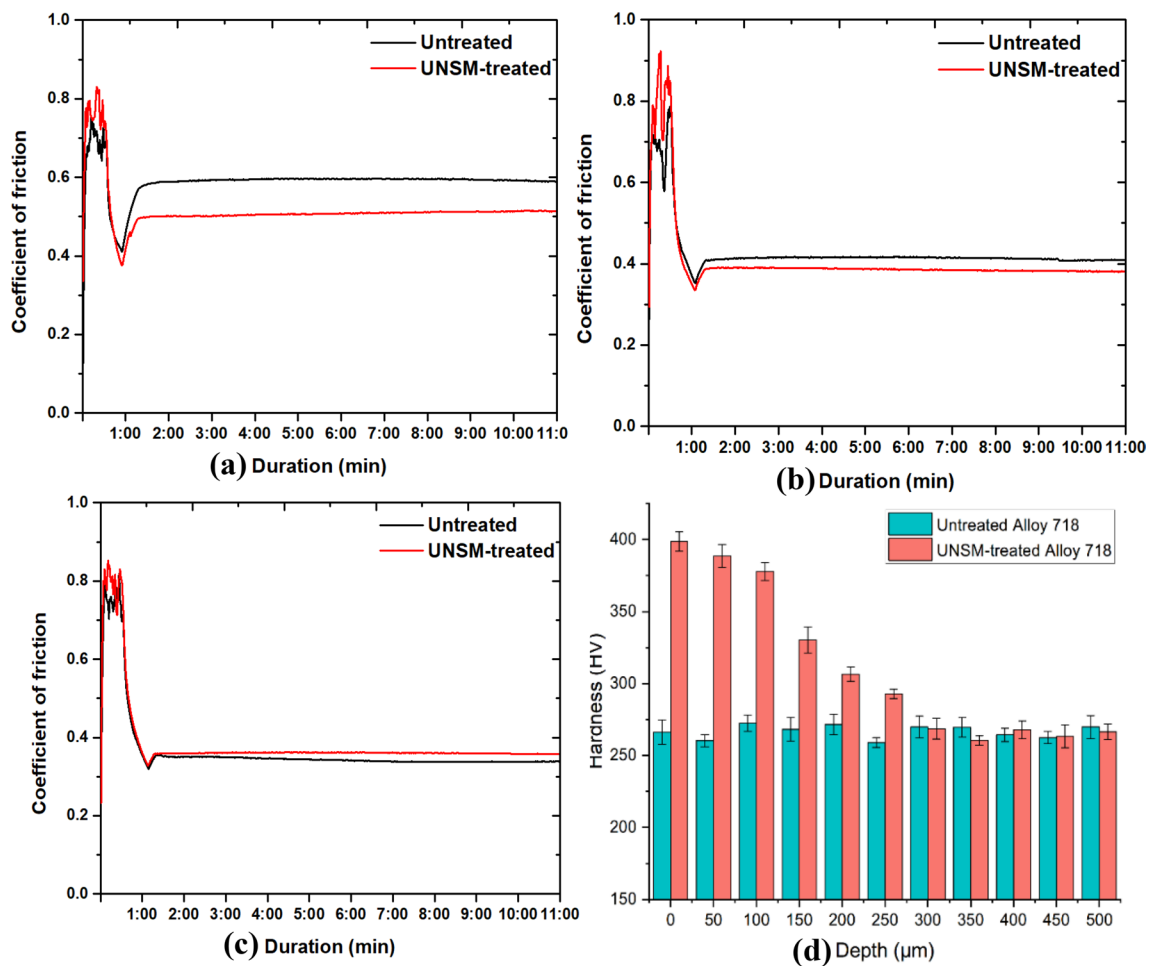 1.0
0.8
0.6
0.4
0.2
0.0
Coefficient of friction
Untreated
UNSM-treated
1:00 2:00 3:00 4:00 5:00 6:00 7:00 8:00 9:00 10:00 11:00
(a) Duration (min)
1.0
0.8
0.6
0.4
0.2
0.0
Coefficient of friction
Untreated
UNSM-treated
1:00 2:00 3:00 4:00 5:00 6:00 7:00 8:00 9:00 10:00 11:00
(b) Duration (min)
1.0
0.8
0.6
0.4
0.2
0.0
Coefficient of friction
Untreated
UNSM-treated
1:00 2:00 3:00 4:00 5:00 6:00 7:00 8:00 9:00 10:00 11:00
(c) Duration (min)
400
350
300
250
200
150
Hardness (HV)
Untreated Alloy 718
UNSM-treated Alloy 718
0 50 100 150 200 250 300 350 400 450 500
(d) Depth (μm)